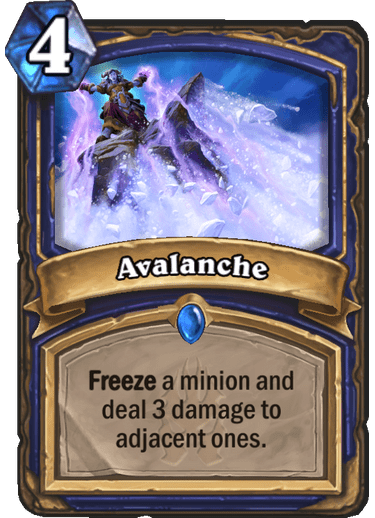 4
Avalanche
Freeze a minion and
deal 3 damage to
adjacent ones.